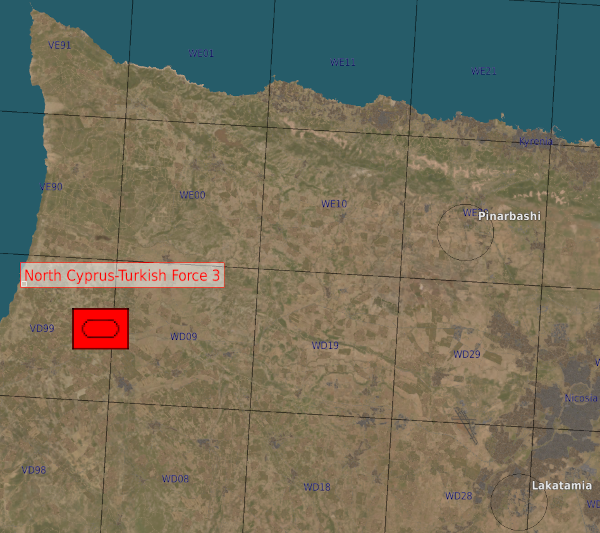 VE91
WE01
WE11
WE21
Kyrenia
VE90
WE00
WE10
Pinarbashi
North Cyprus-Turkish Force 3
VD99
WD09
WD19
WD29
Nicosia
VD98
WD08
WD18
WD28
Lakatamia